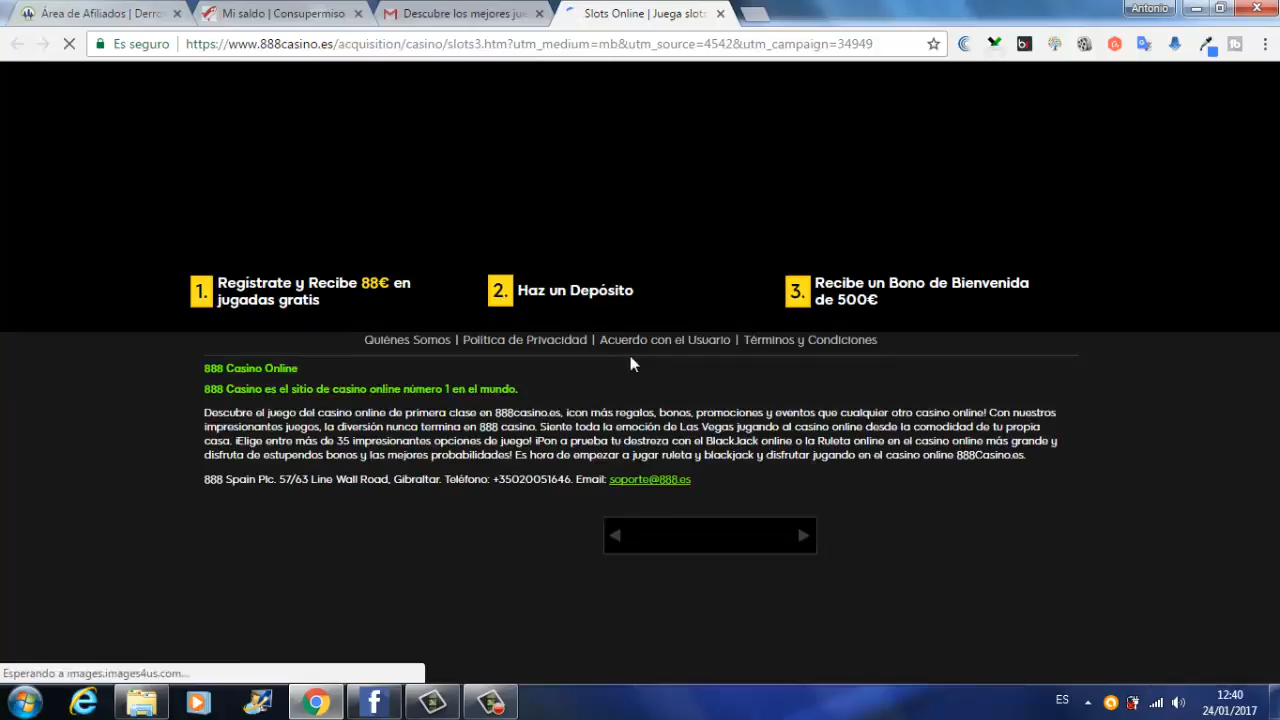 Área de Afiliados | Derro
Mi saldo | Consupermiso
Descubre los mejores jue
Slots Online | Juega slots
Antonio
Es seguro
https://www.888casino.es/acquisition/casino/slots3.htm?utm_medium=mb&utm_source=4542&utm_campaign=34949
1. Regístrate y Recibe 88€ en
jugadas gratis
2. Haz un Depósito
3. Recibe un Bono de Bienvenida
de 500€
Quiénes Somos | Política de Privacidad | Acuerdo con el Usuario | Términos y Condiciones
888 Casino Online
888 Casino es el sitio de casino online número 1 en el mundo.
Descubre el juego del casino online de primera clase en 888casino.es, ¡con más regalos, bonos, promociones y eventos que cualquier otro casino online! Con nuestros
impresionantes juegos, la diversión nunca termina en 888 casino. Siente toda la emoción de Las Vegas jugando al casino online desde la comodidad de tu propia
casa. ¡Elige entre más de 35 impresionantes opciones de juego! ¡Pon a prueba tu destreza con el BlackJack online o la Ruleta online en el casino online más grande y
disfruta de estupendos bonos y las mejores probabilidades! Es hora de empezar a jugar ruleta y blackjack y disfrutar jugando en el casino online 888Casino.es.
888 Spain Plc. 57/63 Line Wall Road, Gibraltar. Teléfono: +35020051646. Email: soporte@888.es
Esperando a images.images4us.com...
ES
12:40
24/01/2017